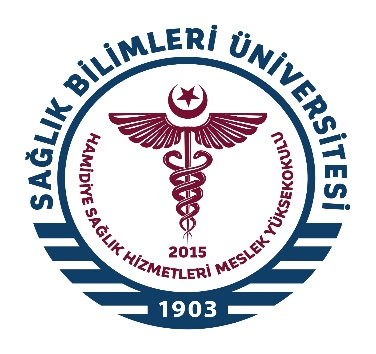 SAĞLIK BİLİMLERİ ÜNİVERSİTESİ
HAMİDİYE SAĞLIK HİZMETLERİ MESLEK YÜKSEKOKULU
2015
1903